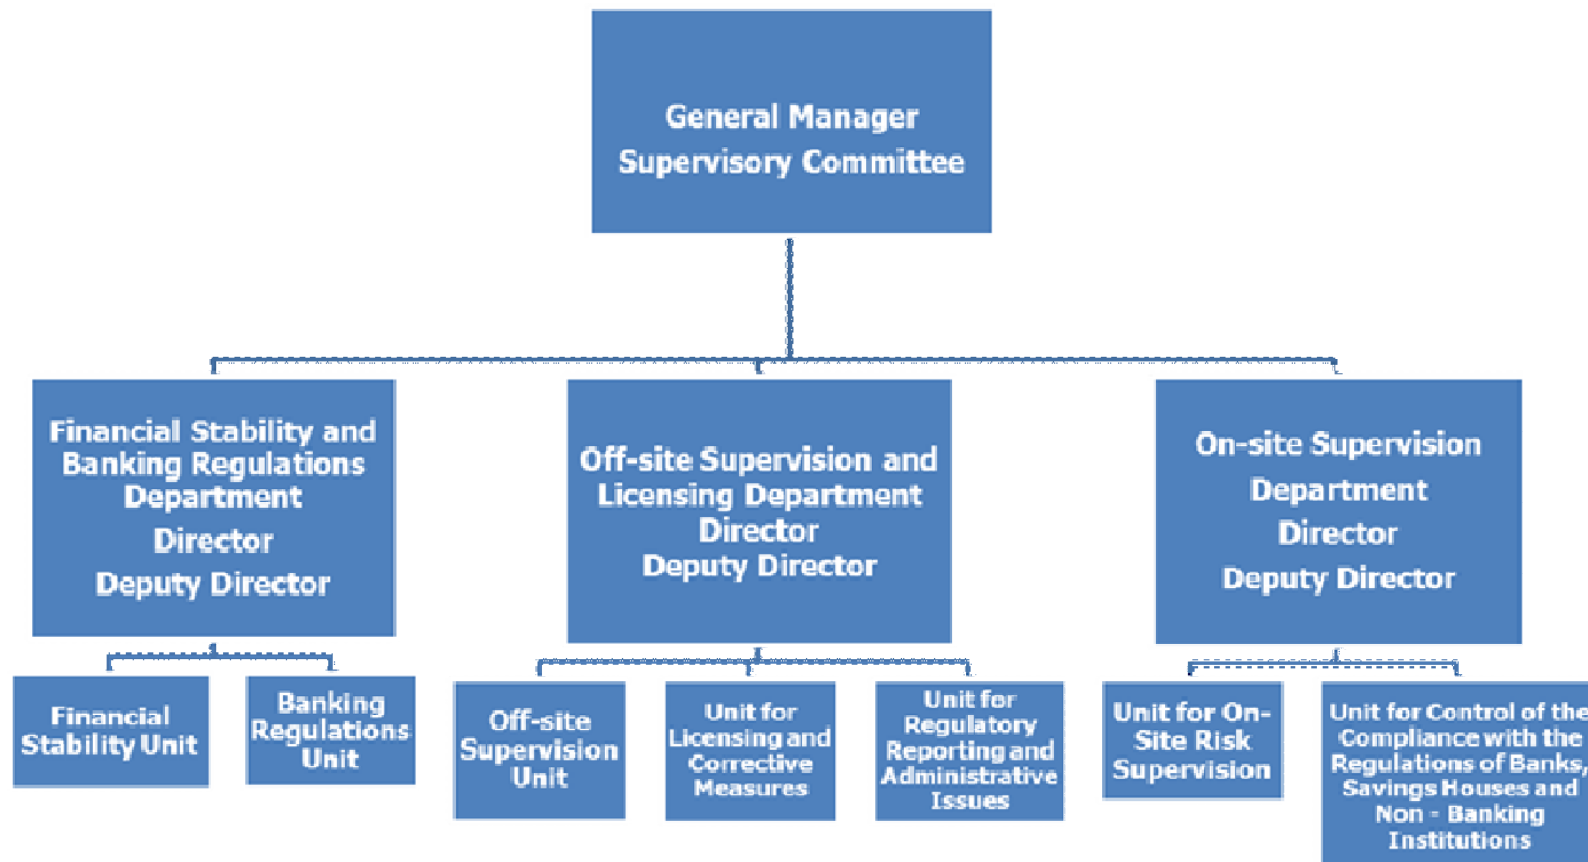 General Manager
Supervisory Committee
Financial Stability and
Banking Regulations
Department
Director
Deputy Director
Off-site Supervision and
Licensing Department
Director
Deputy Director
On-site Supervision
Department
Director
Deputy Director
Financial
Stability Unit
Banking
Regulations
Unit
Off-site
Supervision
Unit
Unit for
Licensing and
Corrective
Measures
Unit for
Regulatory
Reporting and
Administrative
Issues
Unit for On-
Site Risk
Supervision
Unit for Control of the
Compliance with the
Regulations of Banks,
Savings Houses and
Non - Banking
Institutions